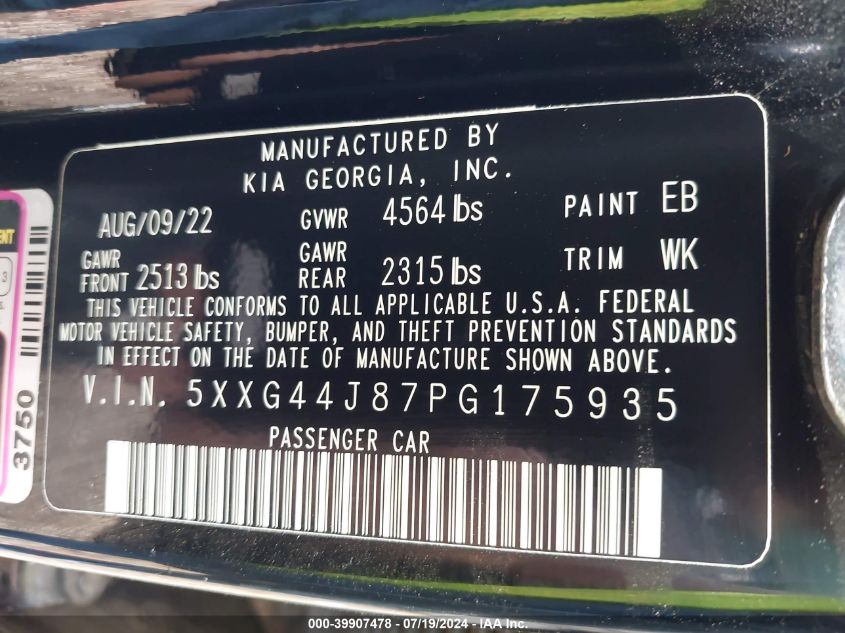 MANUFACTURED BY
KIA GEORGIA, INC.
AUG/09/22 GVWR 4564 lbs PAINT EB
GAWR FRONT 2513 lbs GAWR REAR 2315 lbs TRIM WK
THIS VEHICLE CONFORMS TO ALL APPLICABLE U.S.A. FEDERAL
MOTOR VEHICLE SAFETY, BUMPER, AND THEFT PREVENTION STANDARDS
IN EFFECT ON THE DATE OF MANUFACTURE SHOWN ABOVE.
V.I.N. 5XXG44J87PG175935
PASSENGER CAR
3750
000-39907478 - 07/19/2024 - IAA Inc.